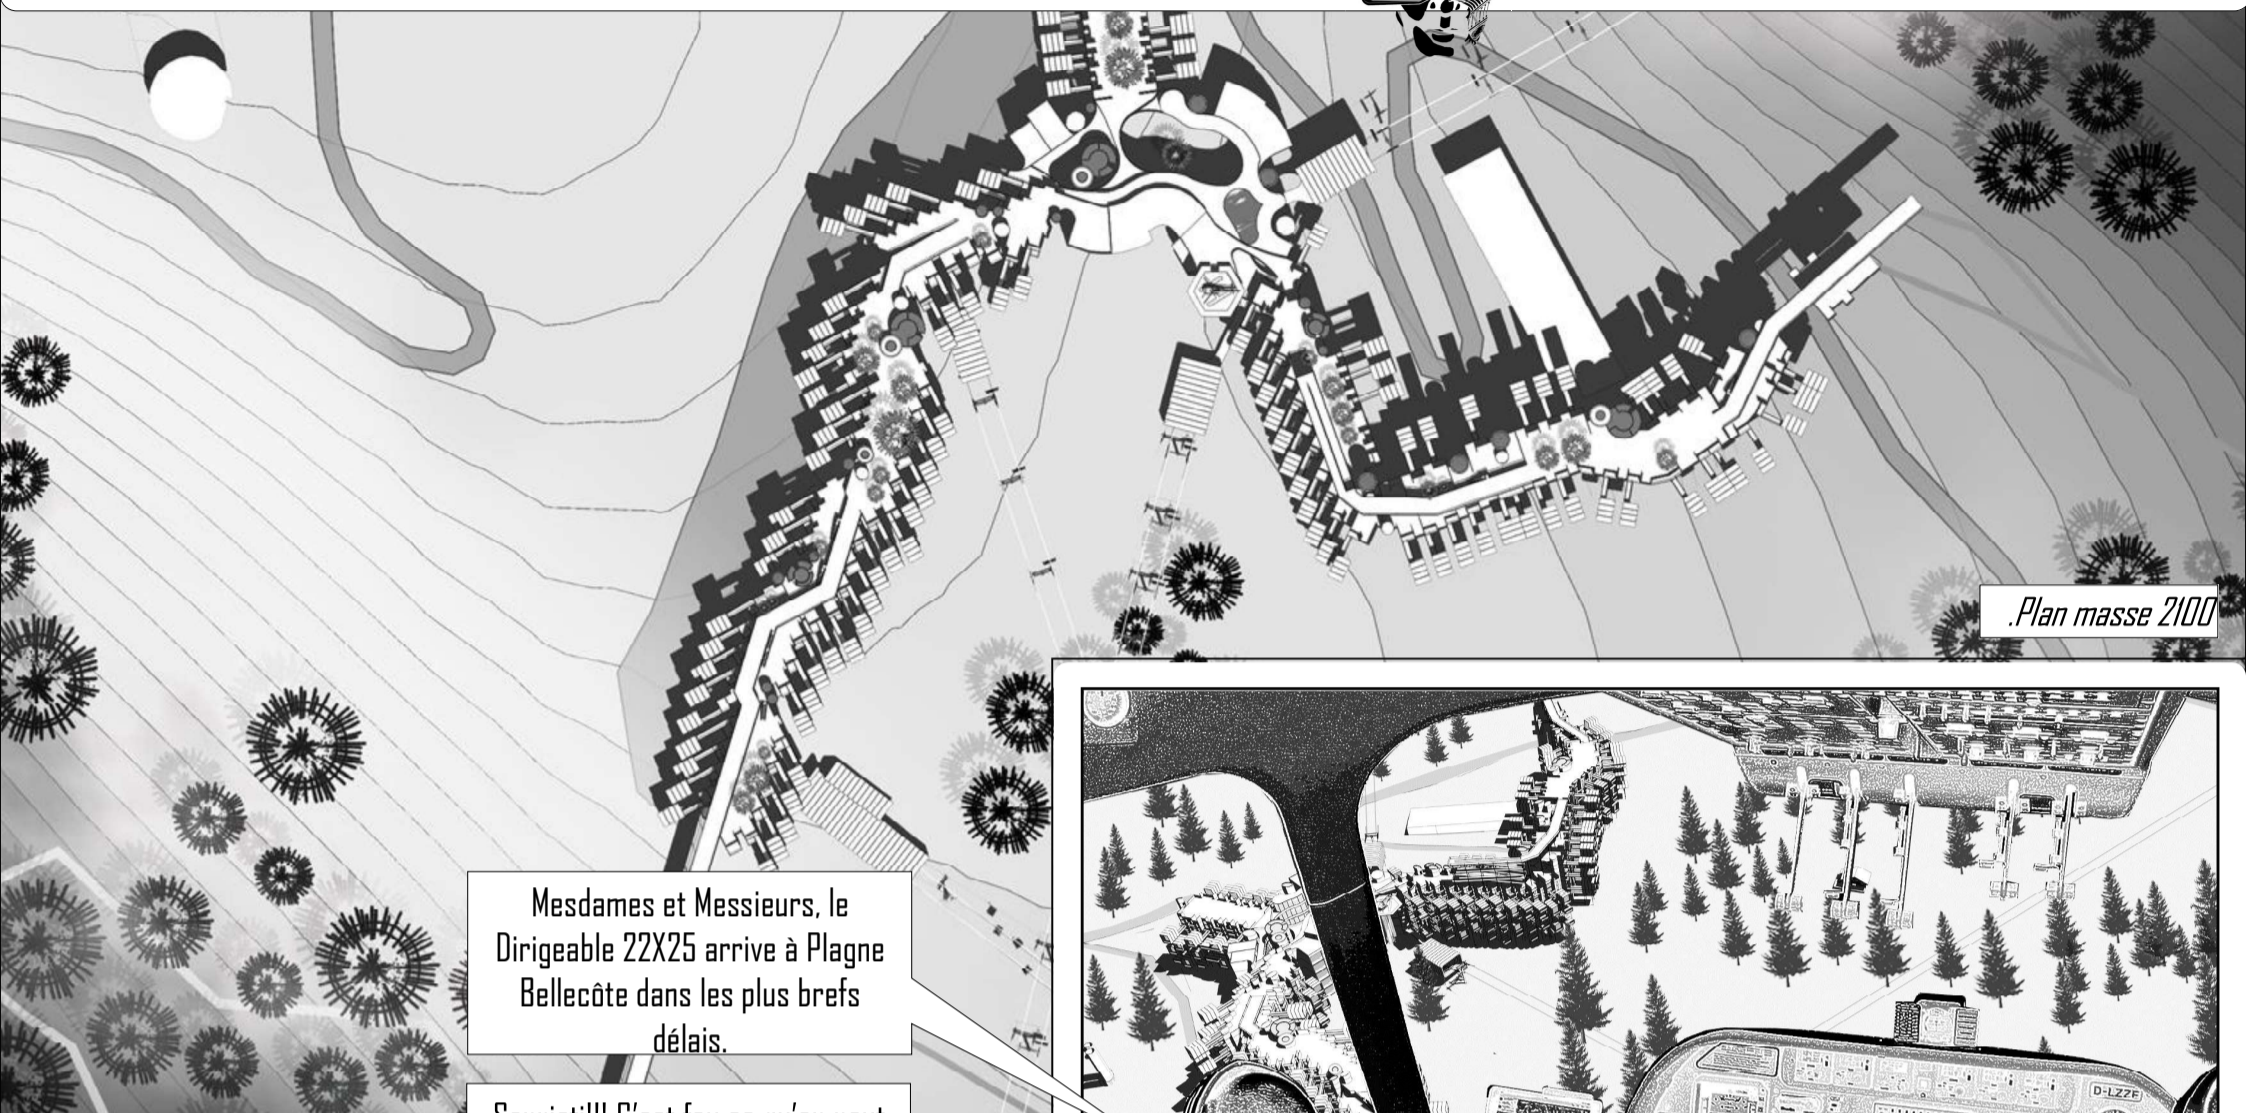 .Plan masse 2100
Mesdames et Messieurs, le
Dirigeable 22X25 arrive à Plagne
Bellecôte dans les plus brefs
délais.
D-LZZF